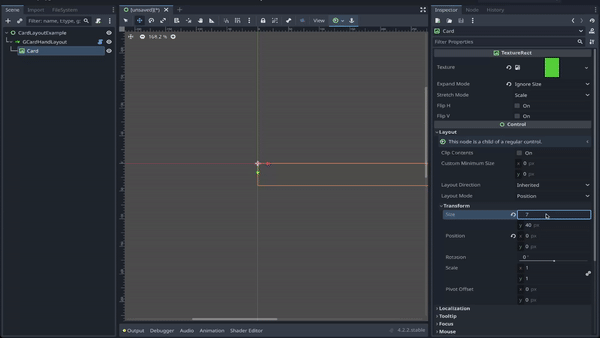 Scene
Import
FileSystem
Filter: name, t:type, g:
CardLayoutExample
GCardHandLayout
Card
[unsaved](*)
View
164.2 %
Output
Debugger
Audio
Animation
Shader Editor
4.2.2.stable
Inspector
Node
History
Card
Filter Properties
TextureRect
Texture
Expand Mode
Ignore Size
Stretch Mode
Scale
Flip H
On
Flip V
On
Control
Layout
This node is a child of a regular control.
Clip Contents
On
Custom Minimum Size
x 0 px
y 0 px
Layout Direction
Inherited
Layout Mode
Position
Transform
Size
7
y 40 px
Position
x 0 px
y 0 px
Rotation
0 °
Scale
x 1
y 1
Pivot Offset
x 0 px
y 0 px
Localization
Tooltip
Focus
Mouse